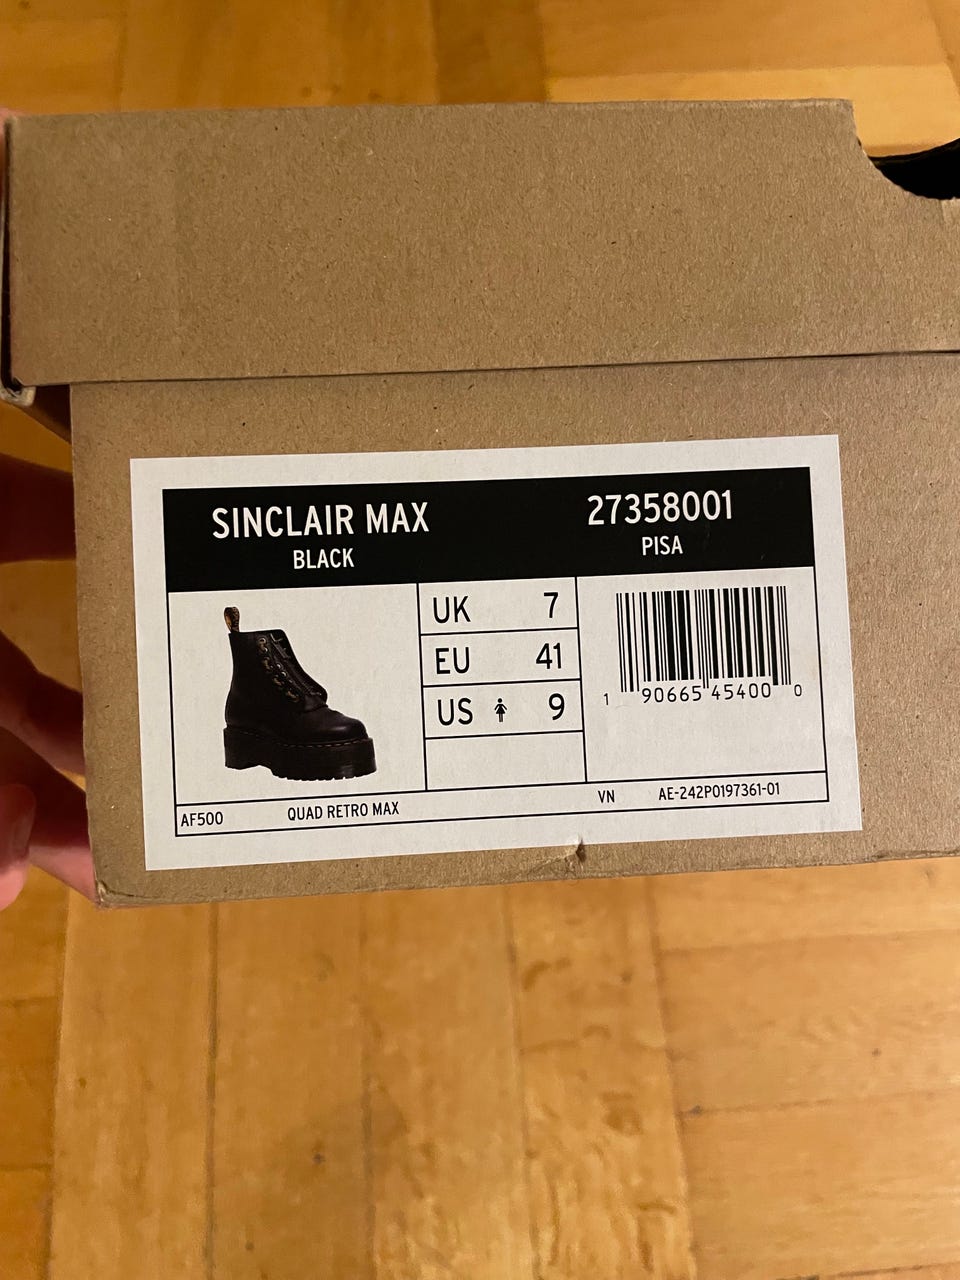 SINCLAIR MAX
BLACK
27358001
PISA
UK 7
EU 41
US 9
1 90665 45400 0
AF500 QUAD RETRO MAX VN AE-242P0197361-01